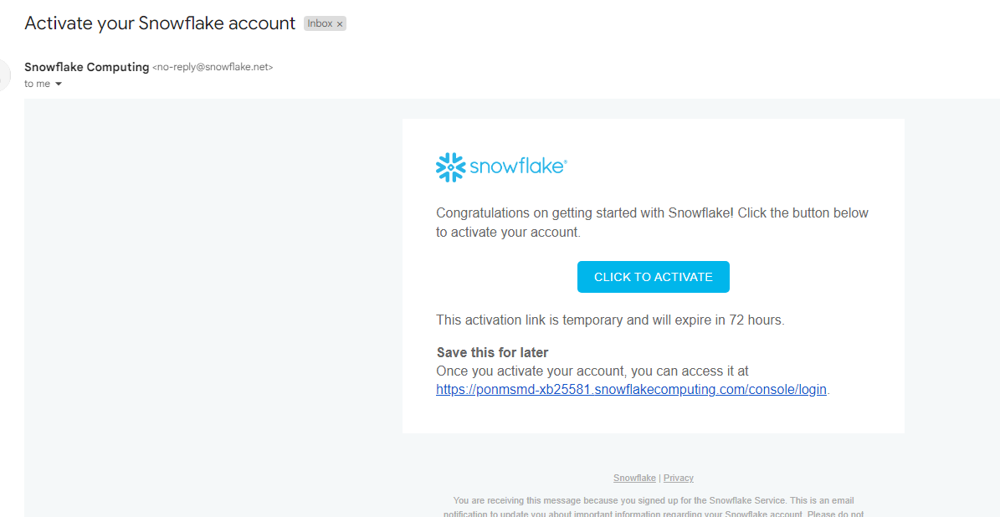 Activate your Snowflake account Inbox ×
Snowflake Computing <no-reply@snowflake.net>
to me
snowflake®
Congratulations on getting started with Snowflake! Click the button below
to activate your account.
CLICK TO ACTIVATE
This activation link is temporary and will expire in 72 hours.
Save this for later
Once you activate your account, you can access it at
https://ponmsmd-xb25581.snowflakecomputing.com/console/login.
Snowflake | Privacy
You are receiving this message because you signed up for the Snowflake Service. This is an email
notification to update you about important information regarding your Snowflake account. Please do not